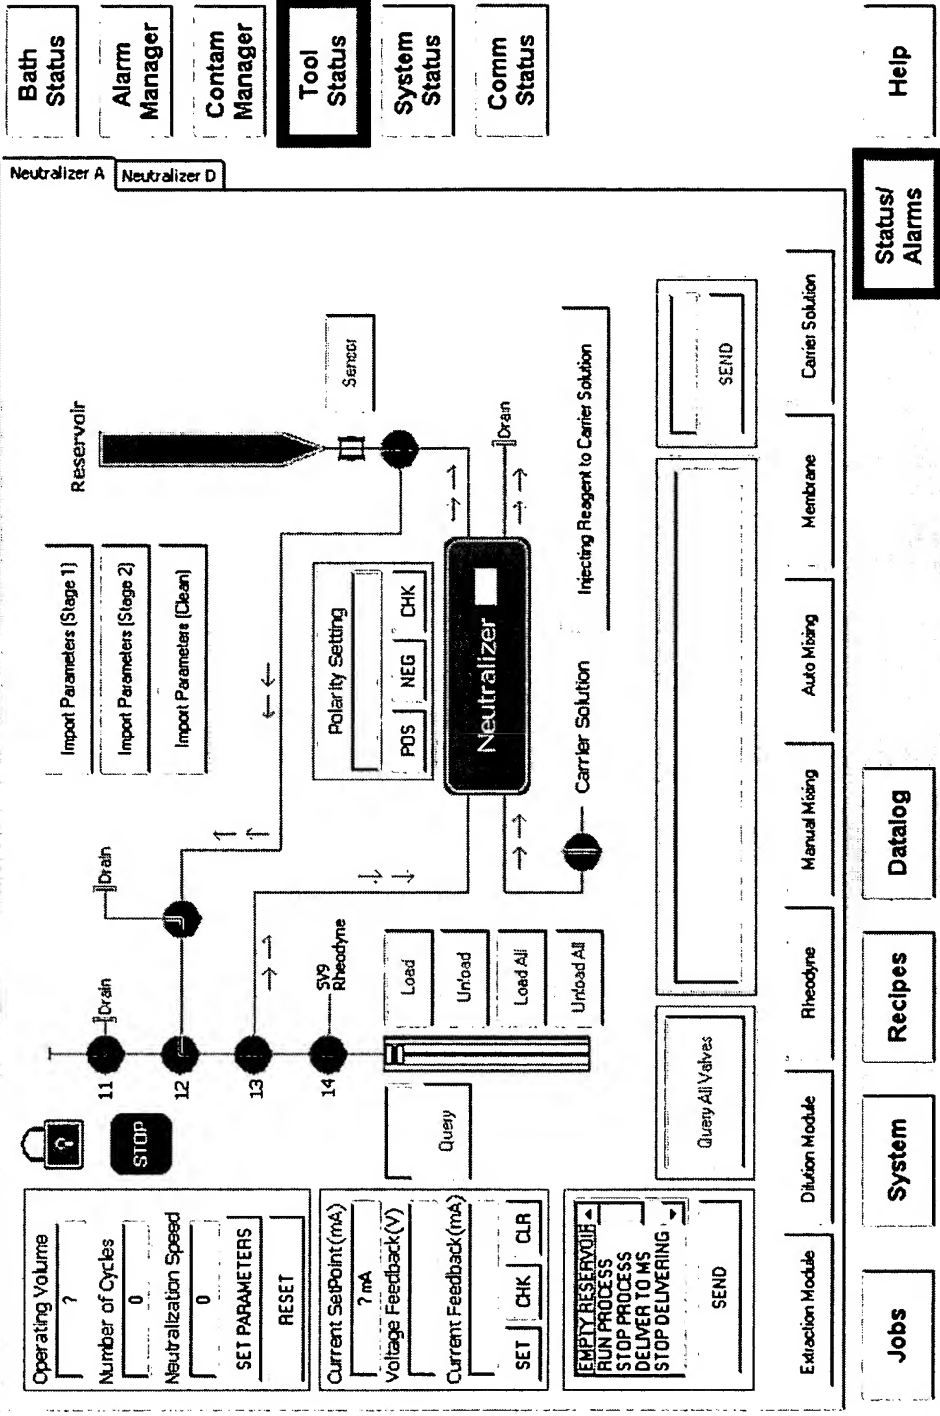 Neutralizer A
Neutralizer D
Bath
Status
Alarm
Manager
Contam
Manager
Tool
Status
System
Status
Comm
Status
Help
Operating Volume
?
Number of Cycles
0
Neutralization Speed
0
SET PARAMETERS
RESET
Current SetPoint(mA)
? mA
Voltage Feedback(V)
Current Feedback(mA)
SET
CHK
CLR
EMPTY RESERVOIR
RUN PROCESS
STOP PROCESS
DELIVER TO MS
STOP DELIVERING
SEND
?
STOP
11
Drain
12
Drain
13
14
SV9
Rheodyne
Query
Load
Unload
Load All
Unload All
Import Parameters (Stage 1)
Import Parameters (Stage 2)
Import Parameters (Clean)
Reservoir
Sensor
Polarity Setting
POS
NEG
CHK
Neutralizer
Drain
Carrier Solution
Injecting Reagent to Carrier Solution
Query All Valves
SEND
Extraction Module
Dilution Module
Rheodyne
Manual Mixing
Auto Mixing
Membrane
Carrier Solution
Jobs
System
Recipes
Datalog
Status/
Alarms